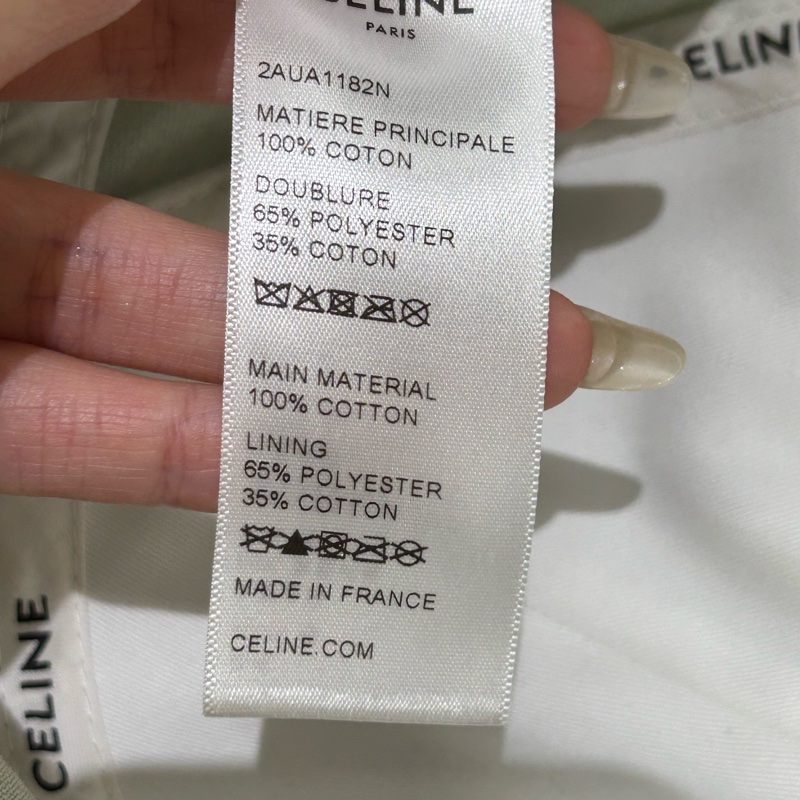 CELINE
PARIS
2AUA1182N
MATIERE PRINCIPALE
100% COTON
DOUBLURE
65% POLYESTER
35% COTON
MAIN MATERIAL
100% COTTON
LINING
65% POLYESTER
35% COTTON
MADE IN FRANCE
CELINE.COM
CELINE
CELINE